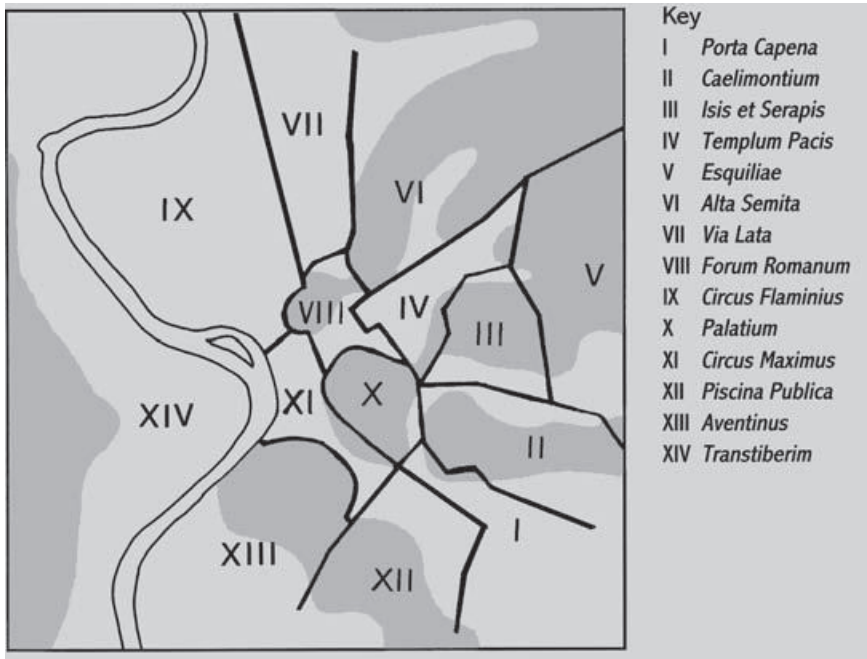 Key
I Porta Capena
II Caelimontium
III Isis et Serapis
IV Templum Pacis
V Esquiliae
VI Alta Semita
VII Via Lata
VIII Forum Romanum
IX Circus Flaminius
X Palatium
XI Circus Maximus
XII Piscina Publica
XIII Aventinus
XIV Transtiberim
VII
VI
IX
V
VIII
IV
III
XI
X
XIV
II
I
XIII
XII